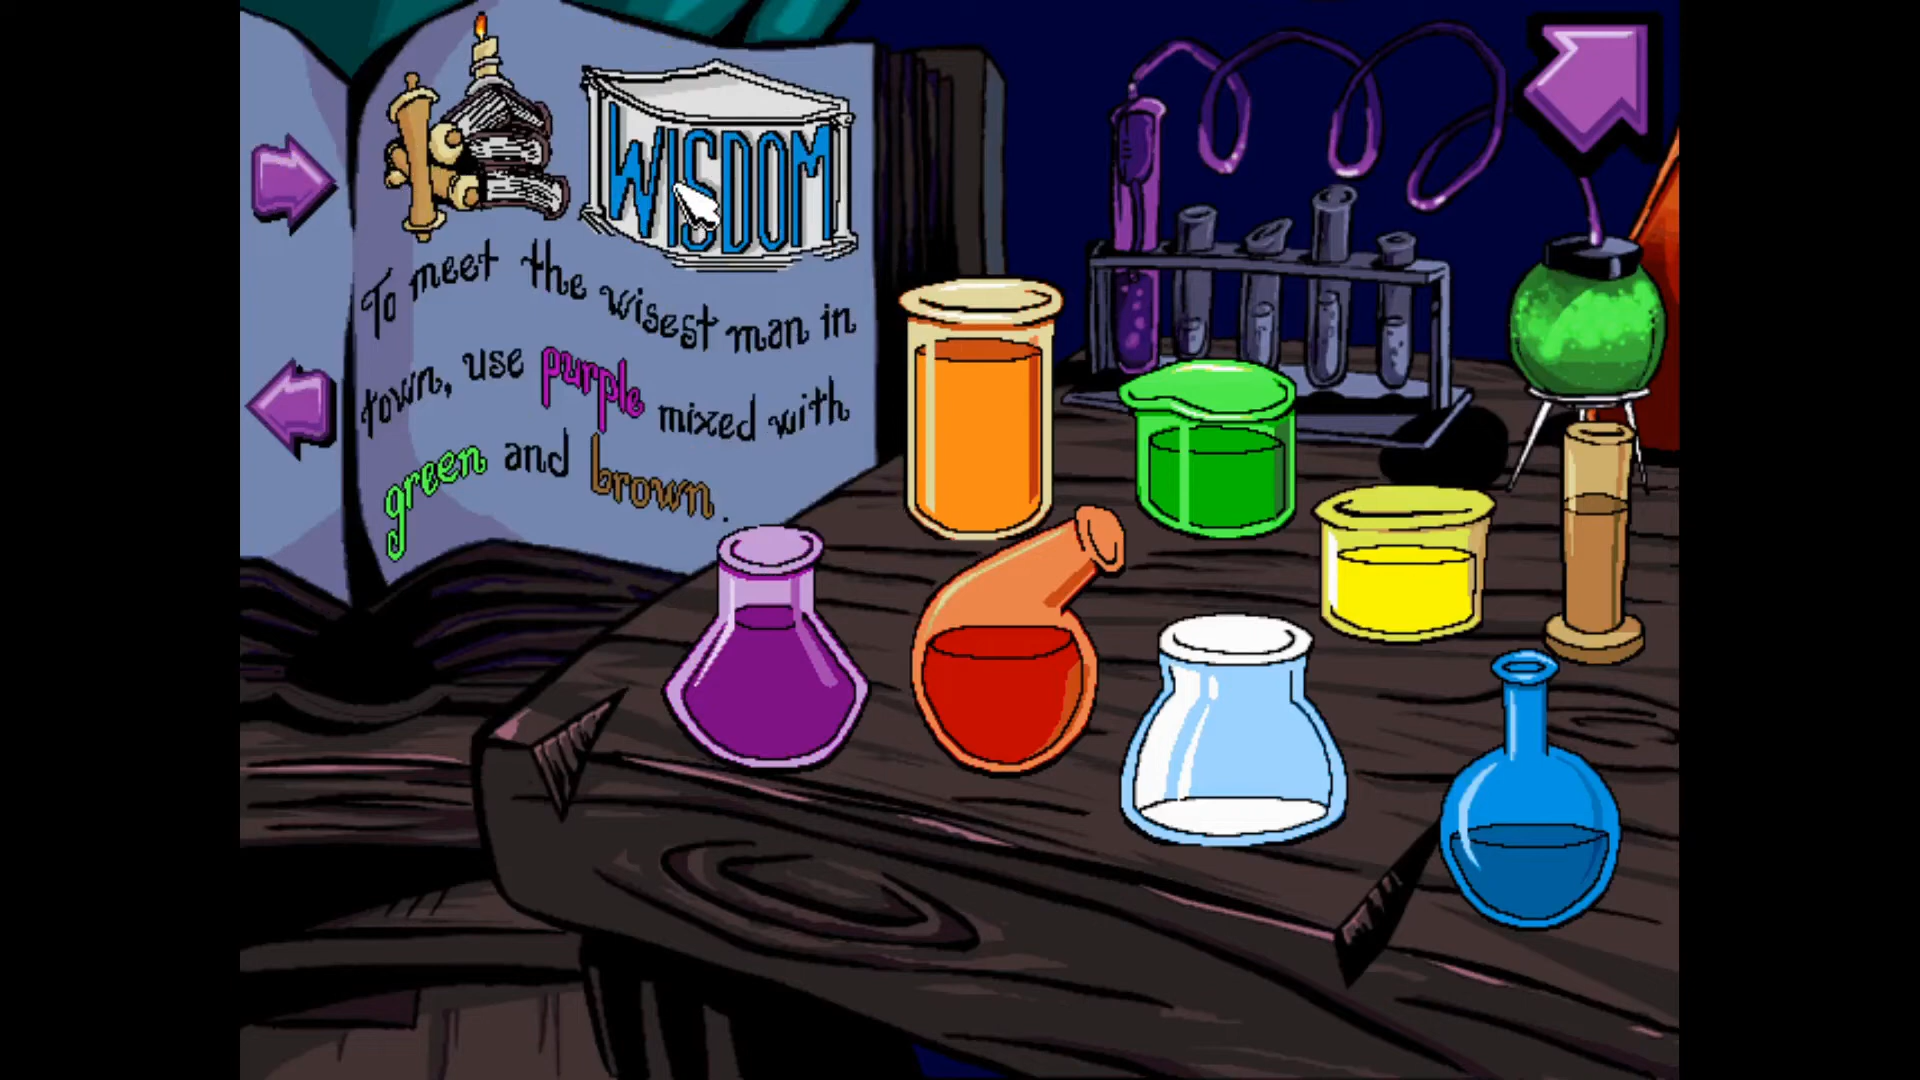 WISDOM
To meet the wisest man in
town, use purple mixed with
green and brown.